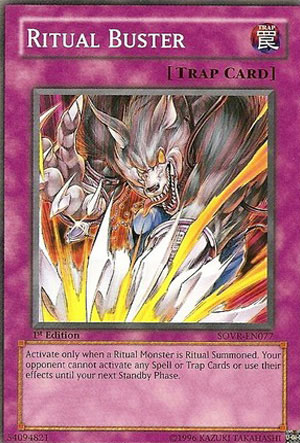 RITUAL BUSTER
TRAP
罠
[TRAP CARD]
1st Edition
SOVR-EN077
Activate only when a Ritual Monster is Ritual Summoned. Your
opponent cannot activate any Spell or Trap Cards or use their
effects until your next Standby Phase.
54094821
©1996 KAZUKI TAKAHASHI